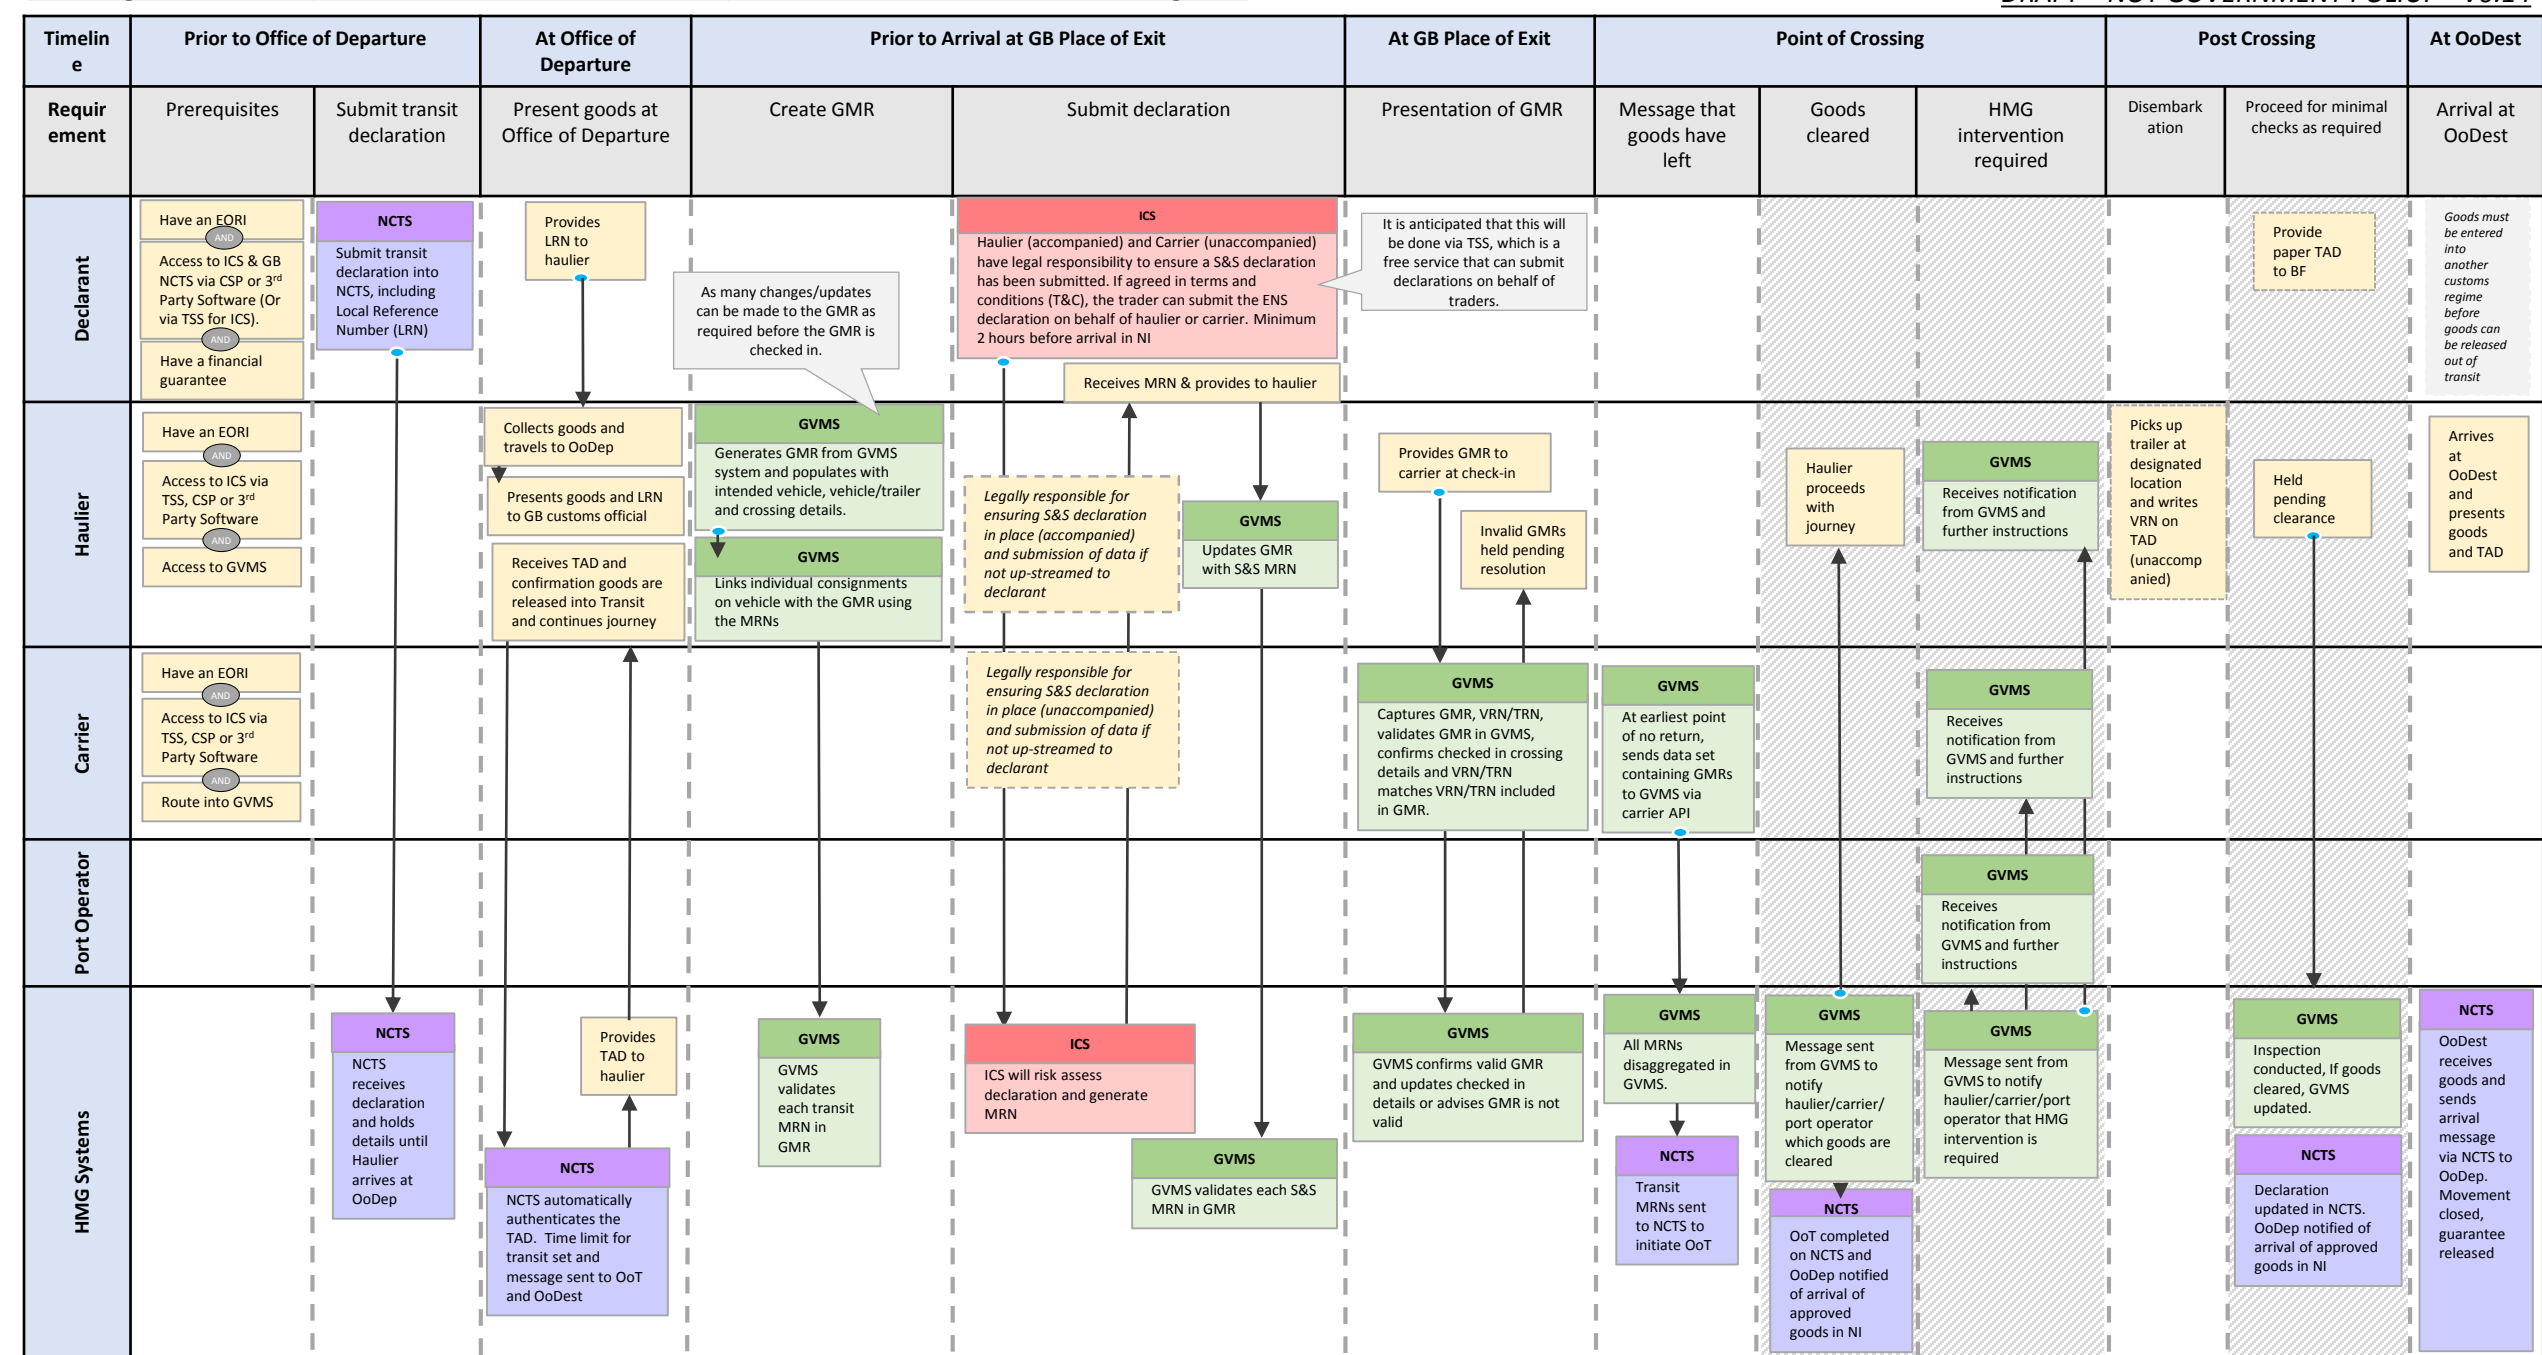 DRAFT – NOT GOVERNMENT POLICY – V0.14
Timelin
e
Prior to Office of Departure
At Office of
Departure
Prior to Arrival at GB Place of Exit
At GB Place of Exit
Point of Crossing
Post Crossing
At OoDest
Requir
ement
Prerequisites
Submit transit
declaration
Present goods at
Office of Departure
Create GMR
Submit declaration
Presentation of GMR
Message that
goods have
left
Goods
cleared
HMG
intervention
required
Disembark
ation
Proceed for minimal
checks as required
Arrival at
OoDest
Declarant
Have an EORI
AND
Access to ICS & GB
NCTS via CSP or 3rd
Party Software (Or
via TSS for ICS).
AND
Have a financial
guarantee
NCTS
Submit transit
declaration into
NCTS, including
Local Reference
Number (LRN)
Provides
LRN to
haulier
As many changes/updates
can be made to the GMR as
required before the GMR is
checked in.
ICS
Haulier (accompanied) and Carrier (unaccompanied)
have legal responsibility to ensure a S&S declaration
has been submitted. If agreed in terms and
conditions (T&C), the trader can submit the ENS
declaration on behalf of haulier or carrier. Minimum
2 hours before arrival in NI
Receives MRN & provides to haulier
It is anticipated that this will
be done via TSS, which is a
free service that can submit
declarations on behalf of
traders.
Provide
paper TAD
to BF
Goods must
be entered
into
another
customs
regime
before
goods can
be released
out of
transit
Haulier
Have an EORI
AND
Access to ICS via
TSS, CSP or 3rd
Party Software
AND
Access to GVMS
Collects goods and
travels to OoDep
Presents goods and LRN
to GB customs official
Receives TAD and
confirmation goods are
released into Transit
and continues journey
GVMS
Generates GMR from GVMS
system and populates with
intended vehicle, vehicle/trailer
and crossing details.
GVMS
Links individual consignments
on vehicle with the GMR using
the MRNs
Legally responsible for
ensuring S&S declaration
in place (accompanied)
and submission of data if
not up-streamed to
declarant
GVMS
Updates GMR
with S&S MRN
Provides GMR to
carrier at check-in
Invalid GMRs
held pending
resolution
Haulier
proceeds
with
journey
GVMS
Receives notification
from GVMS and
further instructions
Picks up
trailer at
designated
location
and writes
VRN on
TAD
(unaccomp
anied)
Held
pending
clearance
Arrives
at
OoDest
and
presents
goods
and TAD
Carrier
Have an EORI
AND
Access to ICS via
TSS, CSP or 3rd
Party Software
AND
Route into GVMS
Legally responsible for
ensuring S&S declaration
in place (unaccompanied)
and submission of data if
not up-streamed to
declarant
GVMS
Captures GMR, VRN/TRN,
validates GMR in GVMS,
confirms checked in crossing
details and VRN/TRN
matches VRN/TRN included
in GMR.
GVMS
At earliest point
of no return,
sends data set
containing GMRs
to GVMS via
carrier API
GVMS
Receives
notification from
GVMS and further
instructions
Port Operator
GVMS
Receives
notification from
GVMS and further
instructions
HMG Systems
NCTS
NCTS
receives
declaration
and holds
details until
Haulier
arrives at
OoDep
Provides
TAD to
haulier
NCTS
NCTS automatically
authenticates the
TAD. Time limit for
transit set and
message sent to OoT
and OoDest
GVMS
GVMS
validates
each transit
MRN in
GMR
ICS
ICS will risk assess
declaration and generate
MRN
GVMS
GVMS validates each S&S
MRN in GMR
GVMS
GVMS confirms valid GMR
and updates checked in
details or advises GMR is not
valid
GVMS
All MRNs
disaggregated in
GVMS.
NCTS
Transit
MRNs sent
to NCTS to
initiate OoT
GVMS
Message sent
from GVMS to
notify
haulier/carrier/
port operator
which goods are
cleared
NCTS
OoT completed
on NCTS and
OoDep notified
of arrival of
approved
goods in NI
GVMS
Message sent from
GVMS to notify
haulier/carrier/port
operator that HMG
intervention is
required
GVMS
Inspection
conducted, If goods
cleared, GVMS
updated.
NCTS
Declaration
updated in NCTS.
OoDep notified of
arrival of approved
goods in NI
NCTS
OoDest
receives
goods and
sends
arrival
message
via NCTS to
OoDep.
Movement
closed,
guarantee
released